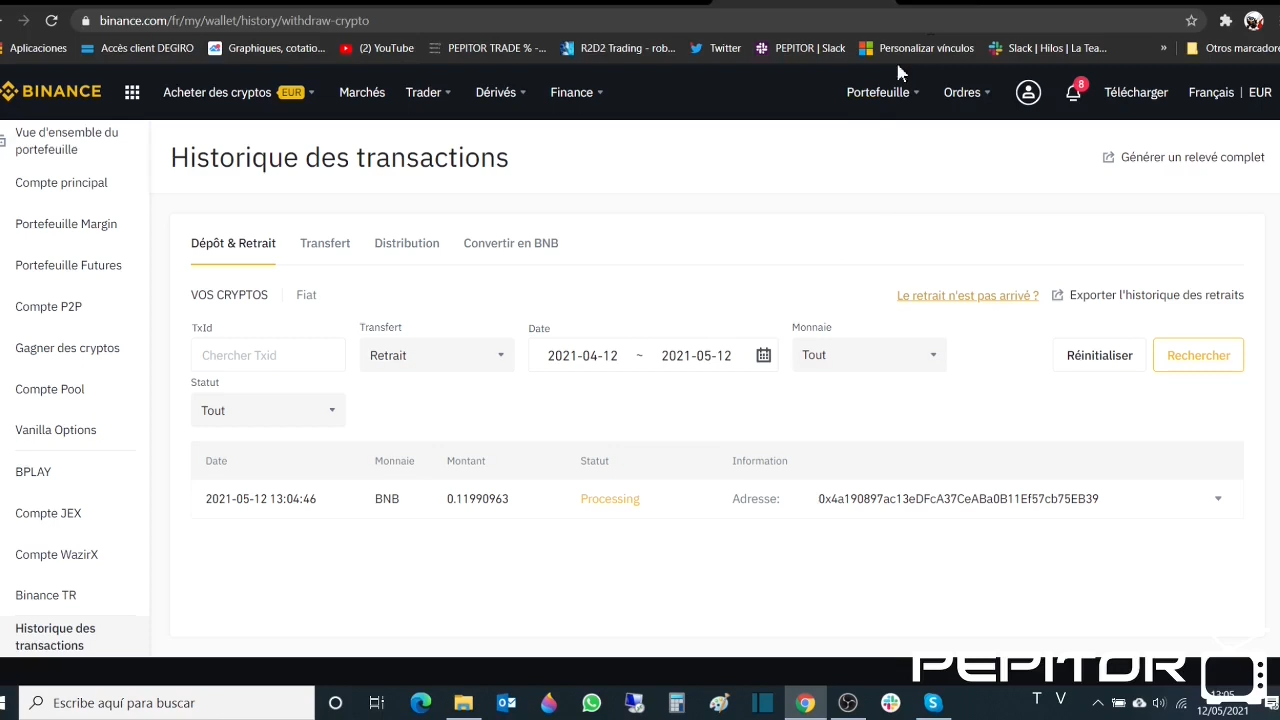 binance.com/fr/my/wallet/history/withdraw-crypto
Aplicaciones Accès client DEGIRO Graphiques, cotatio... (2) YouTube PEPITOR TRADE %-... R2D2 Trading - rob... Twitter PEPITOR | Slack Personalizar vínculos Slack | Hilos | La Tea... » Otros marcador
BINANCE Acheter des cryptos EUR Marchés Trader Dérivés Finance Portefeuille Ordres 8 Télécharger Français | EUR
Vue d'ensemble du
portefeuille
Compte principal
Portefeuille Margin
Portefeuille Futures
Compte P2P
Gagner des cryptos
Compte Pool
Vanilla Options
BPLAY
Compte JEX
Compte WazirX
Binance TR
Historique des
transactions
Historique des transactions
Générer un relevé complet
Dépôt & Retrait Transfert Distribution Convertir en BNB
VOS CRYPTOS Fiat Le retrait n'est pas arrivé ? Exporter l'historique des retraits
TxId Transfert Date Monnaie
Chercher Txid Retrait 2021-04-12 ~ 2021-05-12 Tout Réinitialiser Rechercher
Statut
Tout
Date Monnaie Montant Statut Information
2021-05-12 13:04:46 BNB 0.11990963 Processing Adresse: 0x4a190897ac13eDFcA37CeABa0B11Ef57cb75EB39
PEPITOR
Escribe aquí para buscar T V 13:05
12/05/2021